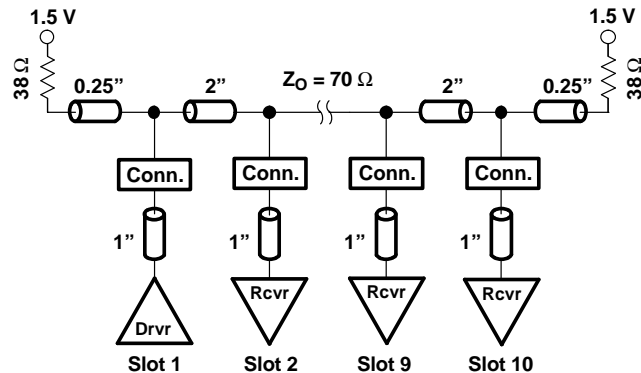 1.5 V
1.5 V
38 Ω
0.25”
2”
Z_O = 70 Ω
2”
0.25”
38 Ω
Conn.
Conn.
Conn.
Conn.
1”
1”
1”
1”
Drvr
Rcvr
Rcvr
Rcvr
Slot 1
Slot 2
Slot 9
Slot 10